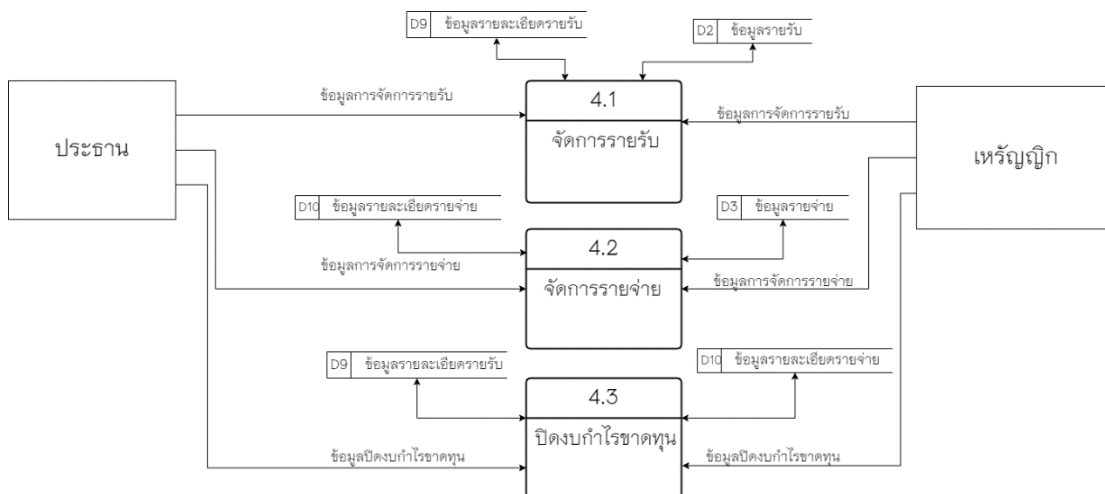 D9 ข้อมูลรายละเอียดรายรับ
D2 ข้อมูลรายรับ
ประธาน
ข้อมูลการจัดการรายรับ
4.1
จัดการรายรับ
ข้อมูลการจัดการรายรับ
เหรัญญิก
D10 ข้อมูลรายละเอียดรายจ่าย
D3 ข้อมูลรายจ่าย
ข้อมูลการจัดการรายจ่าย
4.2
จัดการรายจ่าย
ข้อมูลการจัดการรายจ่าย
D9 ข้อมูลรายละเอียดรายรับ
D10 ข้อมูลรายละเอียดรายจ่าย
4.3
ปิดงบกำไรขาดทุน
ข้อมูลปิดงบกำไรขาดทุน
ข้อมูลปิดงบกำไรขาดทุน